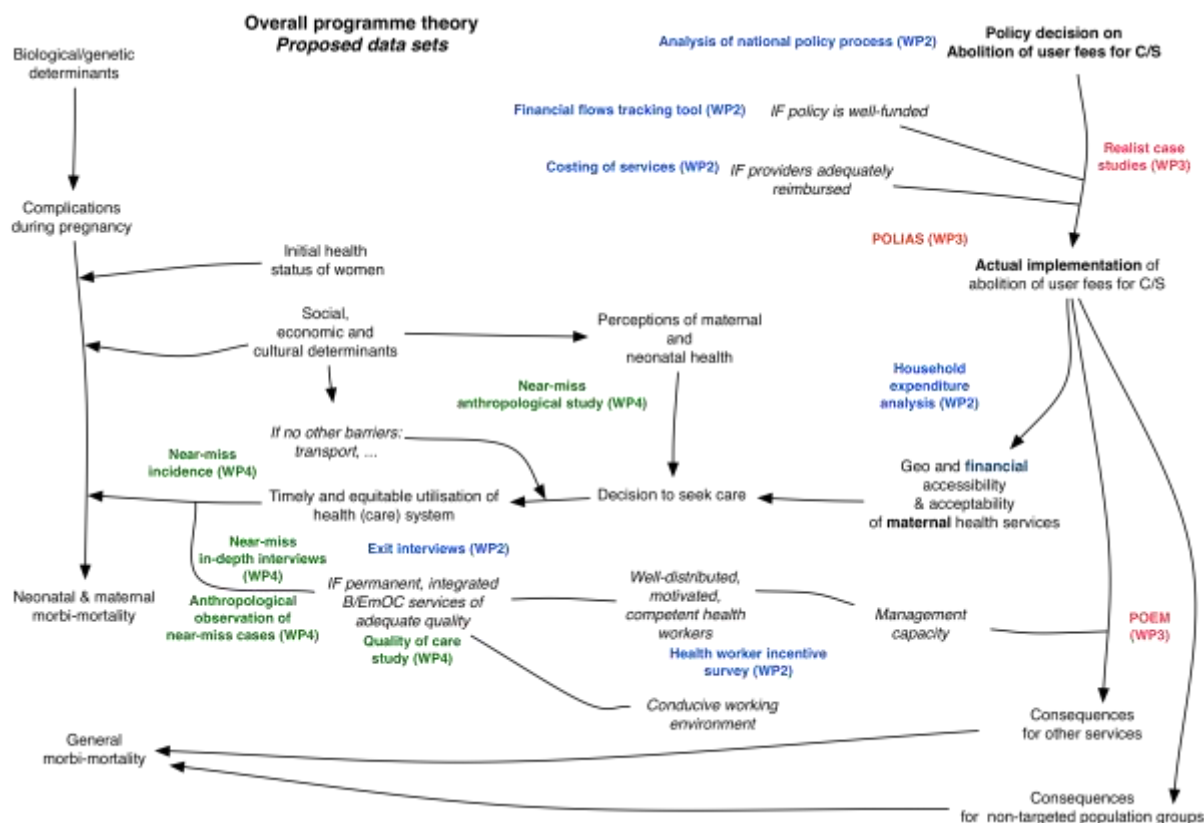 Overall programme theory
Proposed data sets
Biological/genetic
determinants
Analysis of national policy process (WP2)
Policy decision on
Abolition of user fees for C/S
Financial flows tracking tool (WP2)
IF policy is well-funded
Realist case
studies (WP3)
Costing of services (WP2)
IF providers adequately
reimbursed
Complications
during pregnancy
POLIAS (WP3)
Initial health
status of women
Actual implementation of
abolition of user fees for C/S
Social,
economic and
cultural determinants
Perceptions of maternal
and
neonatal health
Household
expenditure
analysis (WP2)
Near-miss
anthropological study (WP4)
If no other barriers:
transport, ...
Near-miss
incidence (WP4)
Geo and financial
accessibility
& acceptability
of maternal health services
Timely and equitable utilisation of
health (care) system
Decision to seek care
Near-miss
in-depth interviews
(WP4)
Exit interviews (WP2)
Neonatal & maternal
morbi-mortality
Anthropological
observation of
near-miss cases (WP4)
IF permanent, integrated
B/EmOC services of
adequate quality
Quality of care
study (WP4)
Well-distributed,
motivated,
competent health
workers
Health worker incentive
survey (WP2)
Management
capacity
POEM
(WP3)
Conducive working
environment
Consequences
for other services
General
morbi-mortality
Consequences
for non-targeted population groups